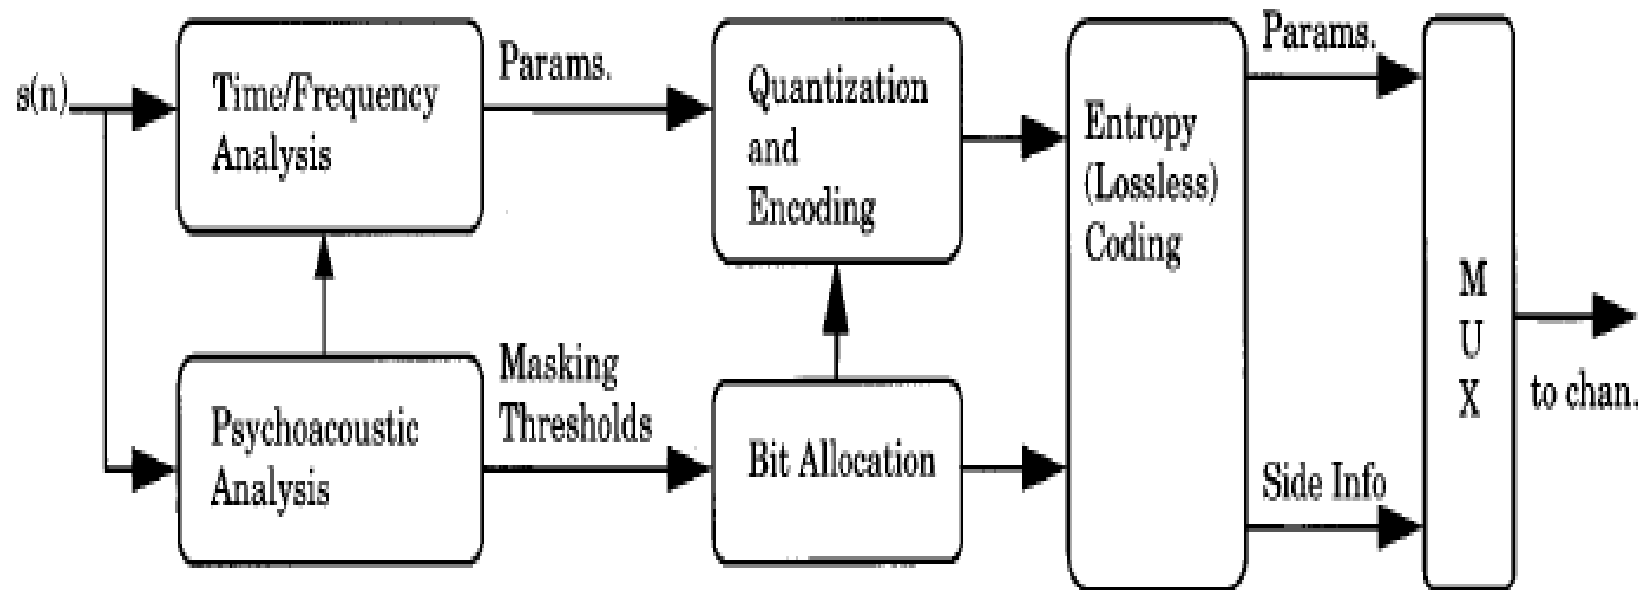 s(n)
Time/Frequency
Analysis
Params.
Quantization
and
Encoding
Entropy
(Lossless)
Coding
Params.
M
U
X
to chan.
Psychoacoustic
Analysis
Masking
Thresholds
Bit Allocation
Side Info